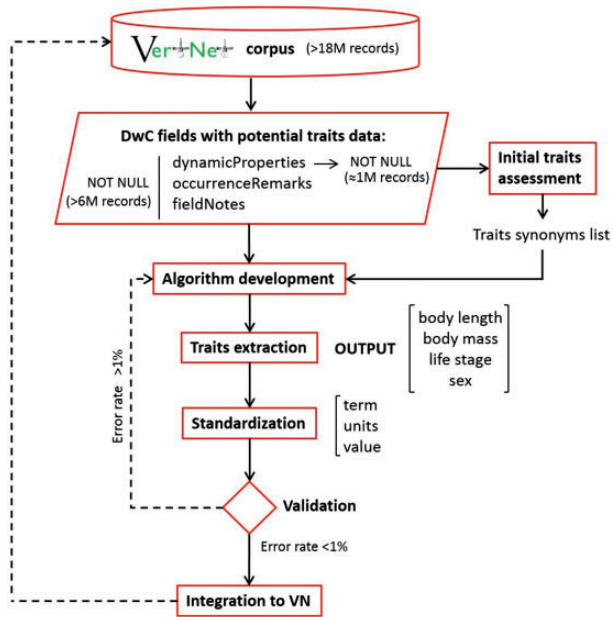 VertNet corpus (>18M records)
DwC fields with potential traits data:
NOT NULL
(>6M records)
dynamicProperties
occurrenceRemarks
fieldNotes
NOT NULL
(≈1M records)
Initial traits
assessment
Traits synonyms list
Algorithm development
Traits extraction
OUTPUT
body length
body mass
life stage
sex
Standardization
term
units
value
Error rate >1%
Validation
Error rate <1%
Integration to VN